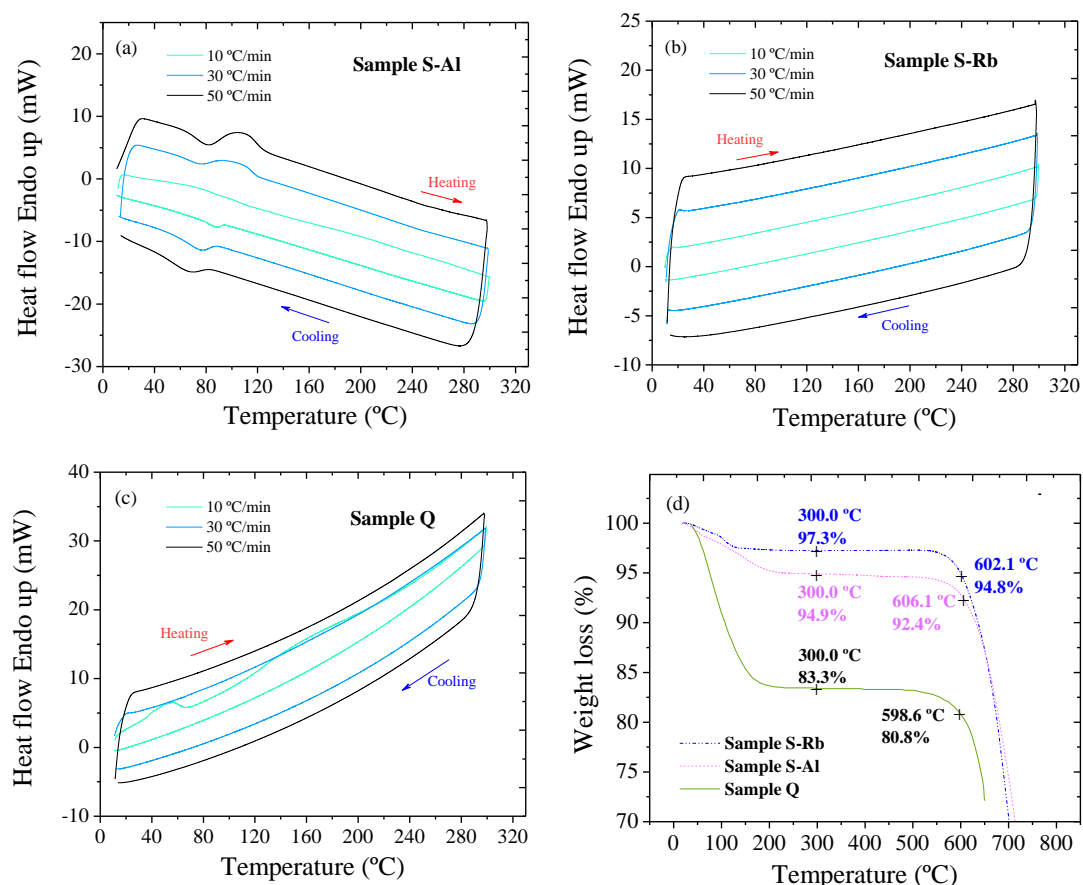 (a)
10 ºC/min
30 ºC/min
50 ºC/min
Sample S-Al
Heating
Cooling
20
10
0
-10
-20
-30
0 40 80 120 160 200 240 280 320
Heat flow Endo up (mW)
Temperature (ºC)
(b)
10 ºC/min
30 ºC/min
50 ºC/min
Sample S-Rb
Heating
Cooling
25
20
15
10
5
0
-5
-10
0 40 80 120 160 200 240 280 320
Heat flow Endo up (mW)
Temperature (ºC)
(c)
10 ºC/min
30 ºC/min
50 ºC/min
Sample Q
Heating
Cooling
40
30
20
10
0
-10
0 40 80 120 160 200 240 280 320
Heat flow Endo up (mW)
Temperature (ºC)
(d)
300.0 ºC
97.3%
602.1 ºC
94.8%
300.0 ºC
94.9%
606.1 ºC
92.4%
300.0 ºC
83.3%
598.6 ºC
80.8%
Sample S-Rb
Sample S-Al
Sample Q
100
95
90
85
80
75
70
0 100 200 300 400 500 600 700 800
Weight loss (%)
Temperature (ºC)